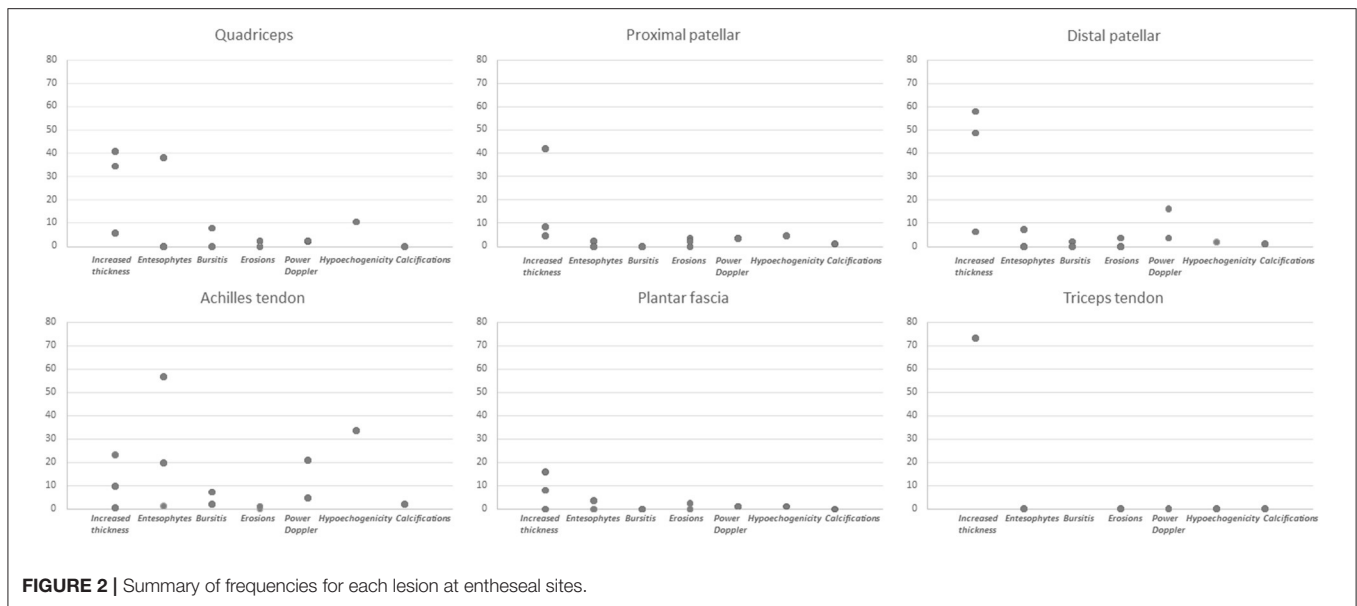 Quadriceps
80
70
60
50
40
30
20
10
0
Increased
thickness
Entesophytes
Bursitis
Erosions
Power
Doppler
Hypoechogenicity
Calcifications
Proximal patellar
80
70
60
50
40
30
20
10
0
Increased
thickness
Entesophytes
Bursitis
Erosions
Power
Doppler
Hypoechogenicity
Calcifications
Distal patellar
80
70
60
50
40
30
20
10
0
Increased
thickness
Entesophytes
Bursitis
Erosions
Power
Doppler
Hypoechogenicity
Calcifications
Achilles tendon
80
70
60
50
40
30
20
10
0
Increased
thickness
Entesophytes
Bursitis
Erosions
Power
Doppler
Hypoechogenicity
Calcifications
Plantar fascia
80
70
60
50
40
30
20
10
0
Increased
thickness
Entesophytes
Bursitis
Erosions
Power
Doppler
Hypoechogenicity
Calcifications
Triceps tendon
80
70
60
50
40
30
20
10
0
Increased
thickness
Entesophytes
Bursitis
Erosions
Power
Doppler
Hypoechogenicity
Calcifications
FIGURE 2 | Summary of frequencies for each lesion at entheseal sites.